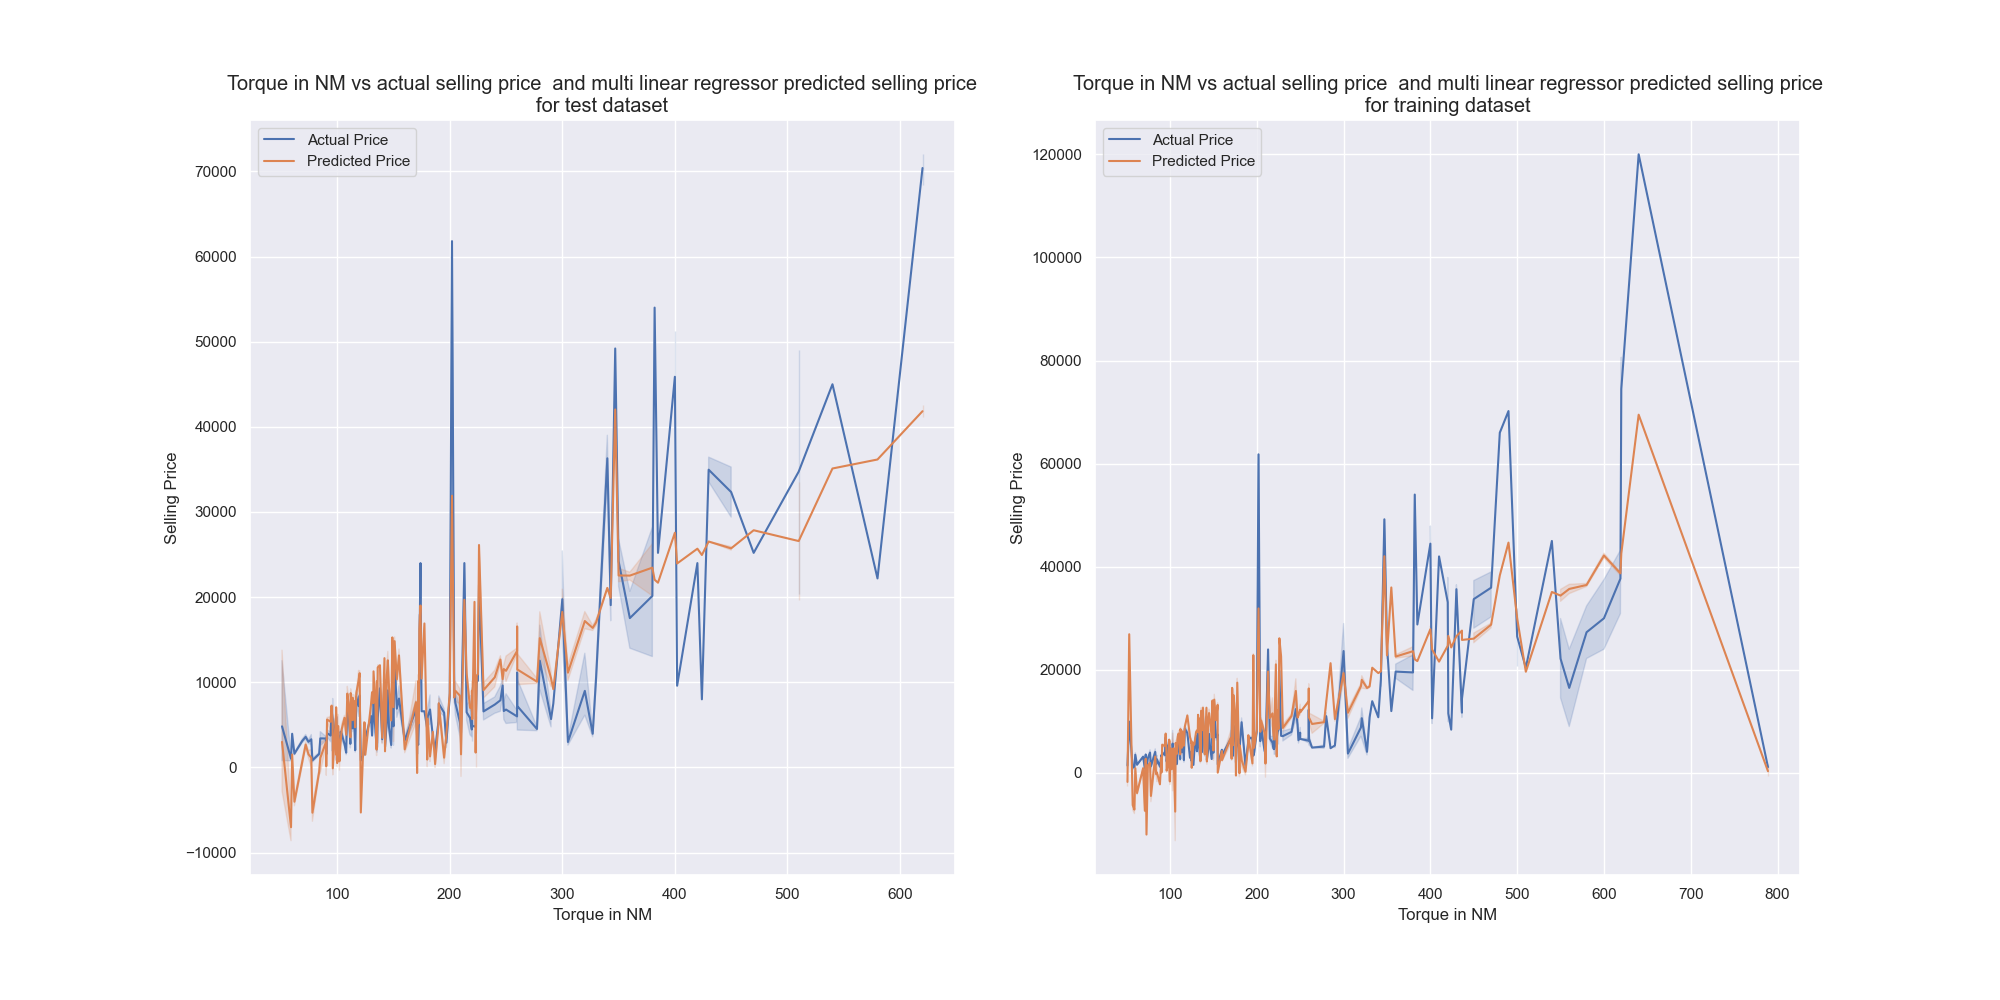 Torque in NM vs actual selling price  and multi linear regressor predicted selling price
for test dataset
Actual Price
Predicted Price
70000
60000
50000
40000
30000
20000
10000
0
−10000
Selling Price
100 200 300 400 500 600
Torque in NM
Torque in NM vs actual selling price  and multi linear regressor predicted selling price
for training dataset
Actual Price
Predicted Price
120000
100000
80000
60000
40000
20000
0
Selling Price
100 200 300 400 500 600 700 800
Torque in NM